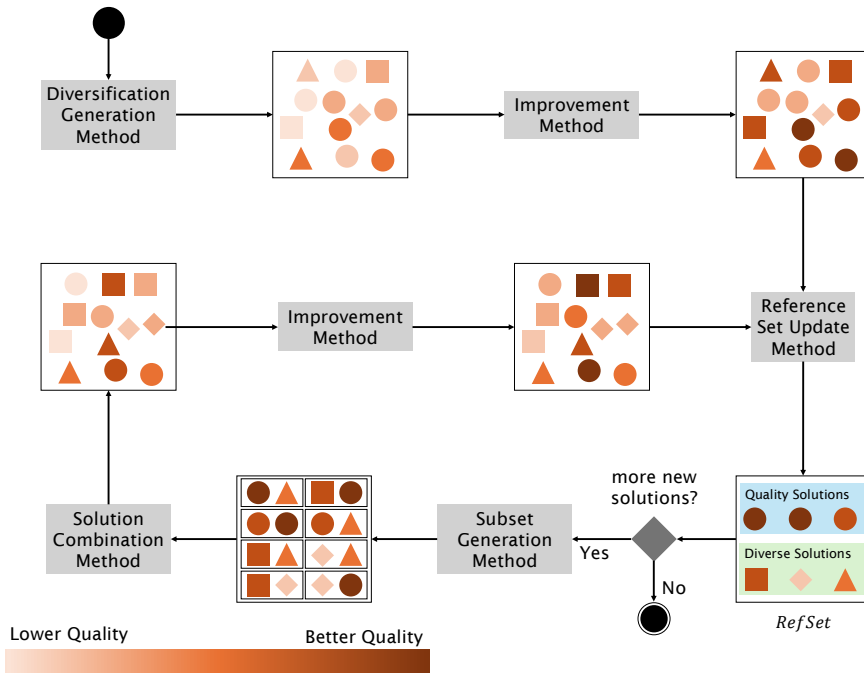 Diversification
Generation
Method
Improvement
Method
Improvement
Method
Reference
Set Update
Method
more new
solutions?
Quality Solutions
Diverse Solutions
RefSet
Solution
Combination
Method
Subset
Generation
Method
Yes
No
Lower Quality
Better Quality